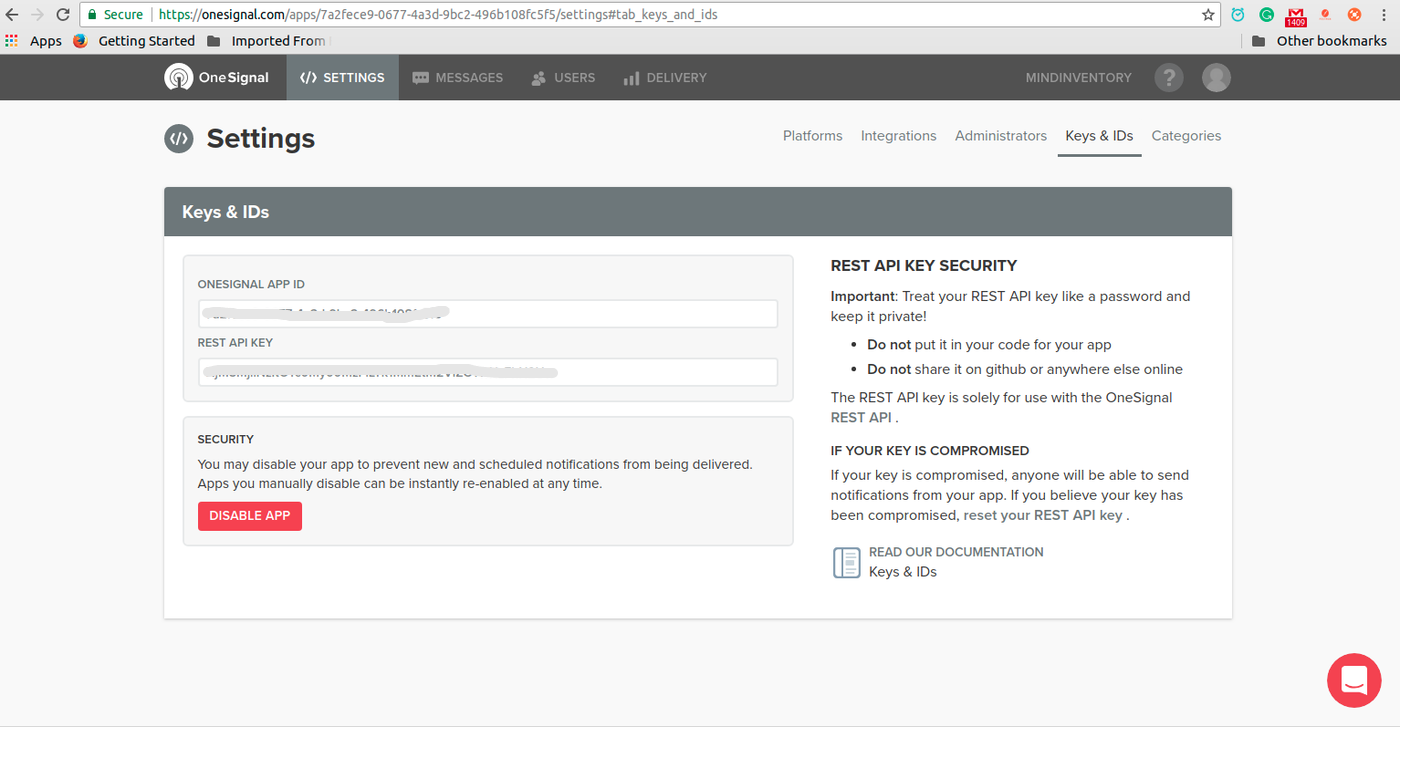 Secure https://onesignal.com/apps/7a2fece9-0677-4a3d-9bc2-496b108fc5f5/settings#tab_keys_and_ids
1409
Apps Getting Started Imported From Other bookmarks
OneSignal SETTINGS MESSAGES USERS DELIVERY MINDINVENTORY ?
Settings
Platforms Integrations Administrators Keys & IDs Categories
Keys & IDs
ONESIGNAL APP ID
REST API KEY
SECURITY
You may disable your app to prevent new and scheduled notifications from being delivered.
Apps you manually disable can be instantly re-enabled at any time.
DISABLE APP
REST API KEY SECURITY
Important: Treat your REST API key like a password and
keep it private!
• Do not put it in your code for your app
• Do not share it on github or anywhere else online
The REST API key is solely for use with the OneSignal
REST API .
IF YOUR KEY IS COMPROMISED
If your key is compromised, anyone will be able to send
notifications from your app. If you believe your key has
been compromised, reset your REST API key .
READ OUR DOCUMENTATION
Keys & IDs